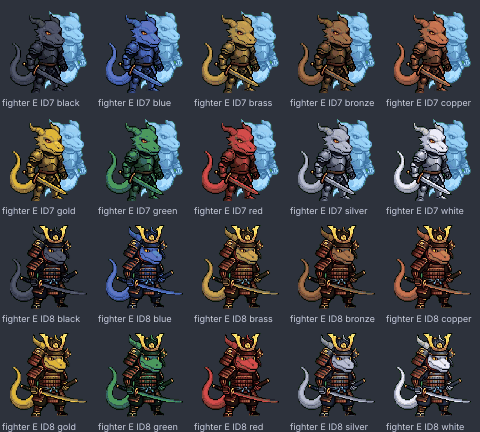 fighter E ID7 black
fighter E ID7 blue
fighter E ID7 brass
fighter E ID7 bronze
fighter E ID7 copper
fighter E ID7 gold
fighter E ID7 green
fighter E ID7 red
fighter E ID7 silver
fighter E ID7 white
fighter E ID8 black
fighter E ID8 blue
fighter E ID8 brass
fighter E ID8 bronze
fighter E ID8 copper
fighter E ID8 gold
fighter E ID8 green
fighter E ID8 red
fighter E ID8 silver
fighter E ID8 white